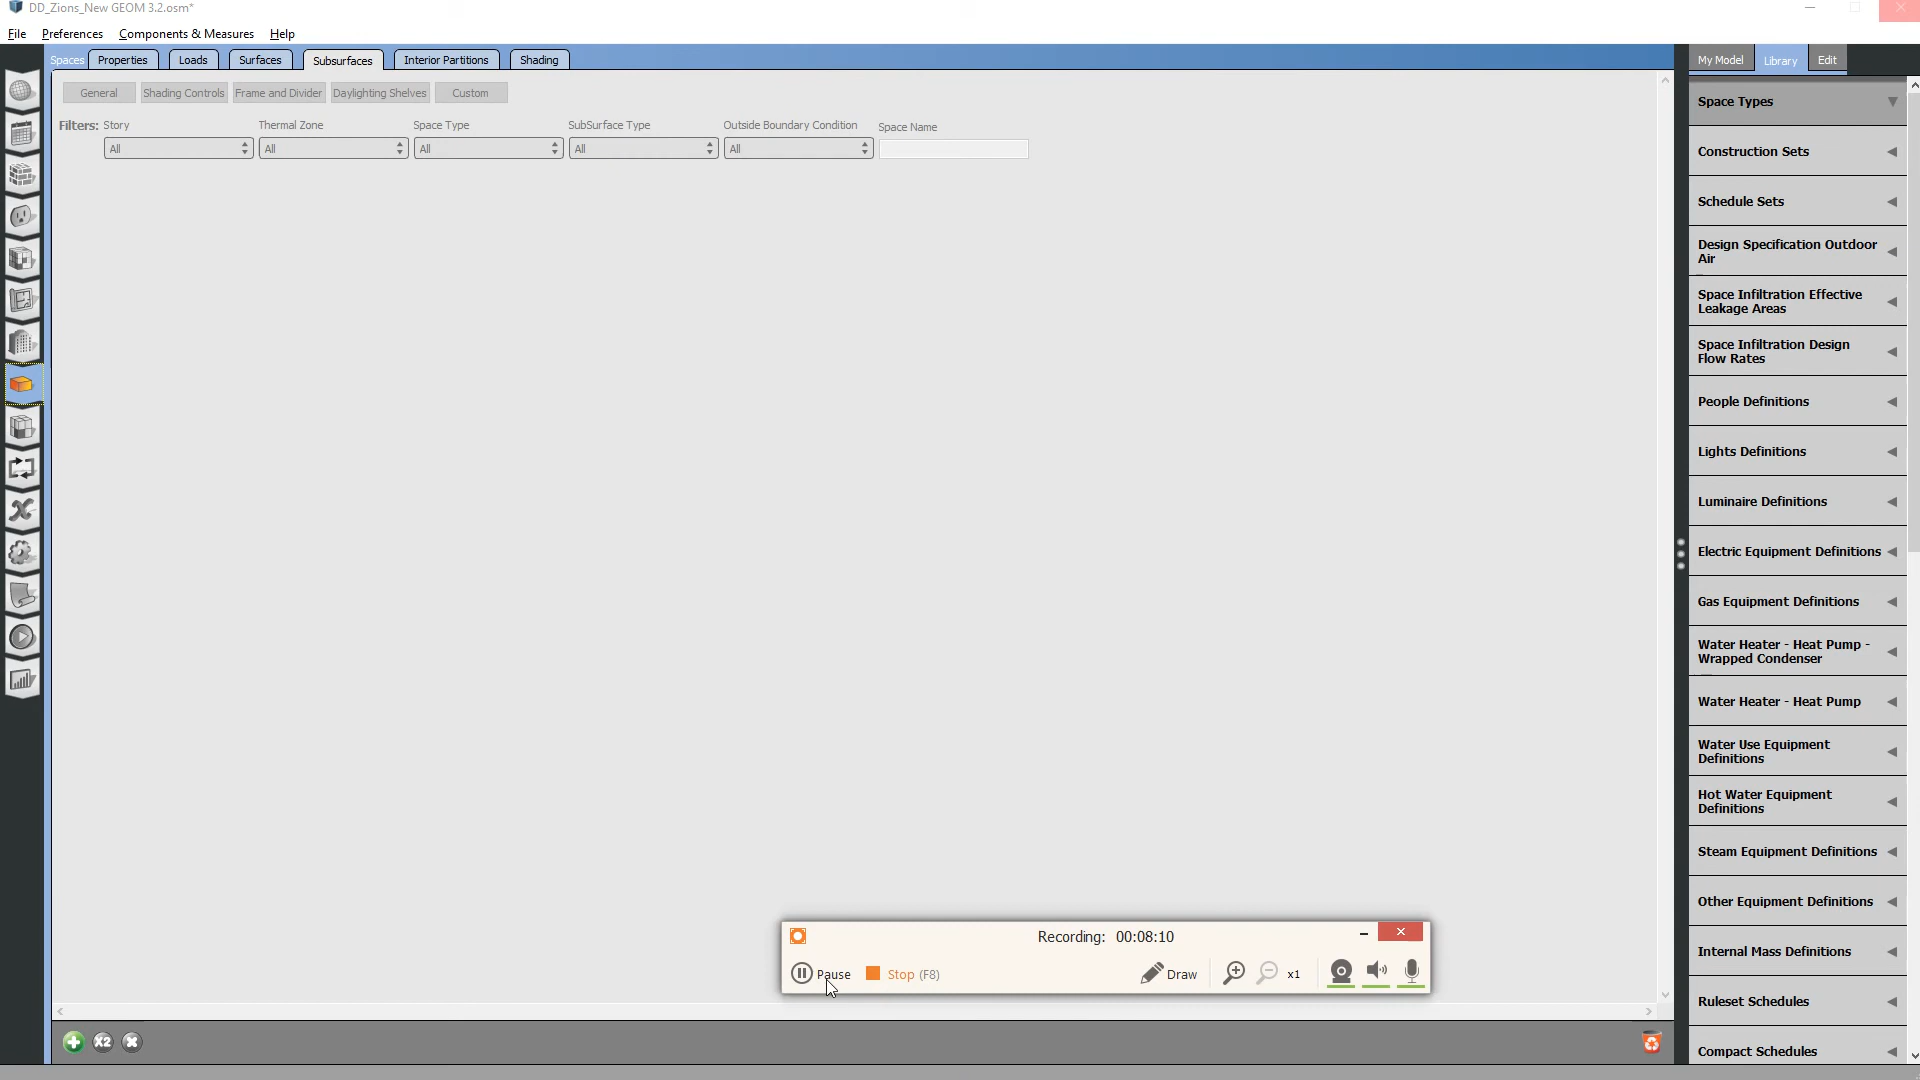 DD_Zions_New GEOM 3.2.osm*
File Preferences Components & Measures Help
Spaces Properties Loads Surfaces Subsurfaces Interior Partitions Shading
My Model Library Edit
General Shading Controls Frame and Divider Daylighting Shelves Custom
Filters: Story Thermal Zone Space Type SubSurface Type Outside Boundary Condition Space Name
All All All All All
Space Types
Construction Sets
Schedule Sets
Design Specification Outdoor
Air
Space Infiltration Effective
Leakage Areas
Space Infiltration Design
Flow Rates
People Definitions
Lights Definitions
Luminaire Definitions
Electric Equipment Definitions
Gas Equipment Definitions
Water Heater - Heat Pump -
Wrapped Condenser
Water Heater - Heat Pump
Water Use Equipment
Definitions
Hot Water Equipment
Definitions
Steam Equipment Definitions
Other Equipment Definitions
Internal Mass Definitions
Ruleset Schedules
Compact Schedules
Recording: 00:08:10
Pause Stop (F8) Draw x1
X2